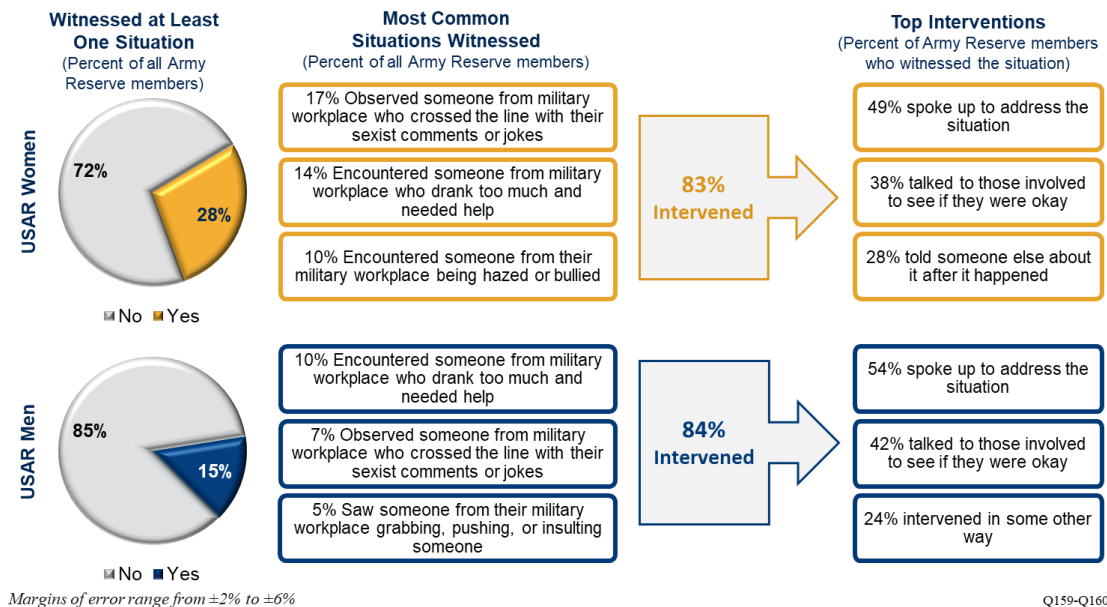 Witnessed at Least
One Situation
(Percent of all Army
Reserve members)
Most Common
Situations Witnessed
(Percent of all Army Reserve members)
Top Interventions
(Percent of Army Reserve members
who witnessed the situation)
USAR Women
72%
28%
No Yes
17% Observed someone from military
workplace who crossed the line with their
sexist comments or jokes
14% Encountered someone from military
workplace who drank too much and
needed help
10% Encountered someone from their
military workplace being hazed or bullied
83%
Intervened
49% spoke up to address the
situation
38% talked to those involved
to see if they were okay
28% told someone else about
it after it happened
USAR Men
85%
15%
No Yes
10% Encountered someone from military
workplace who drank too much and
needed help
7% Observed someone from military
workplace who crossed the line with their
sexist comments or jokes
5% Saw someone from their military
workplace grabbing, pushing, or insulting
someone
84%
Intervened
54% spoke up to address the
situation
42% talked to those involved
to see if they were okay
24% intervened in some other
way
Margins of error range from ±2% to ±6%
Q159-Q160